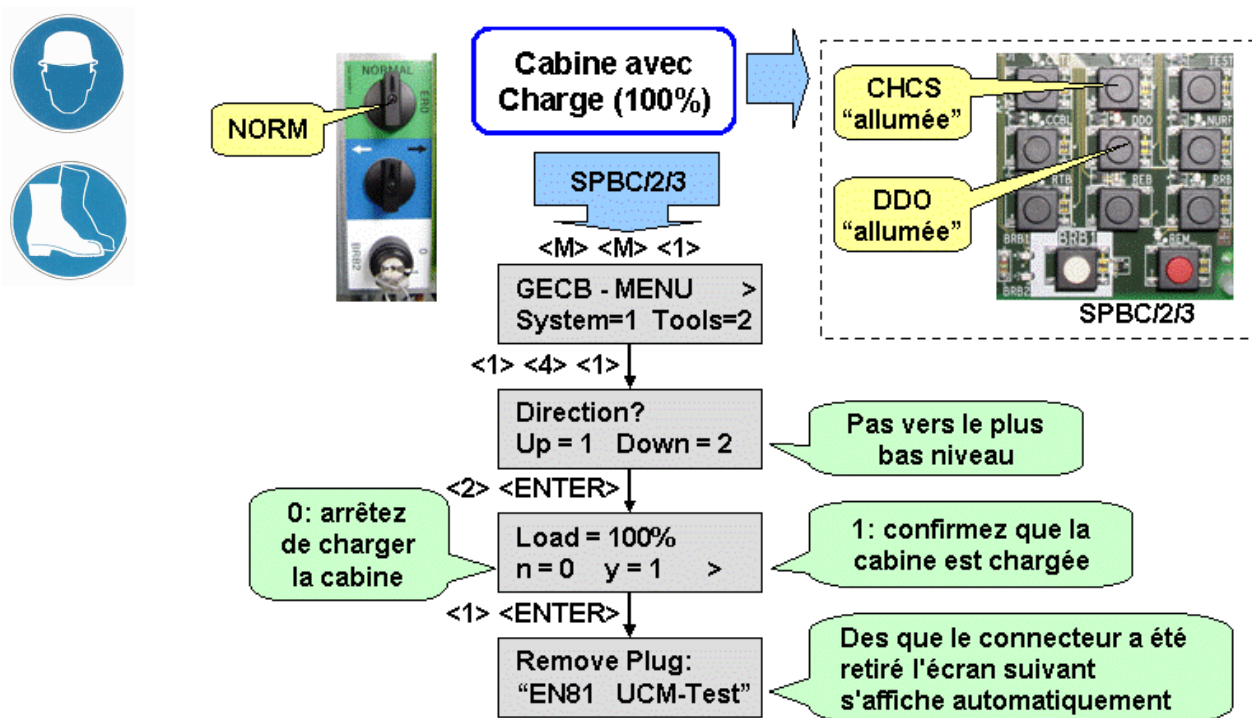 Cabine avec
Charge (100%)
NORM
NORMAL
ERO
BRB2
0
1
SPBC/2/3
CHCS
“allumée”
DDO
“allumée”
CHCS
TEST
CCBL
DDO
NURF
RTB
REB
RRB
BRB1
BRB1
REM
BRB2
SPBC/2/3
<M> <M> <1>
GECB - MENU >
System=1 Tools=2
<1> <4> <1>
Direction?
Up = 1 Down = 2
Pas vers le plus
bas niveau
<2> <ENTER>
0: arrêtez
de charger
la cabine
Load = 100%
n = 0 y = 1 >
1: confirmez que la
cabine est chargée
<1> <ENTER>
Remove Plug:
“EN81 UCM-Test”
Des que le connecteur a été
retiré l'écran suivant
s'affiche automatiquement